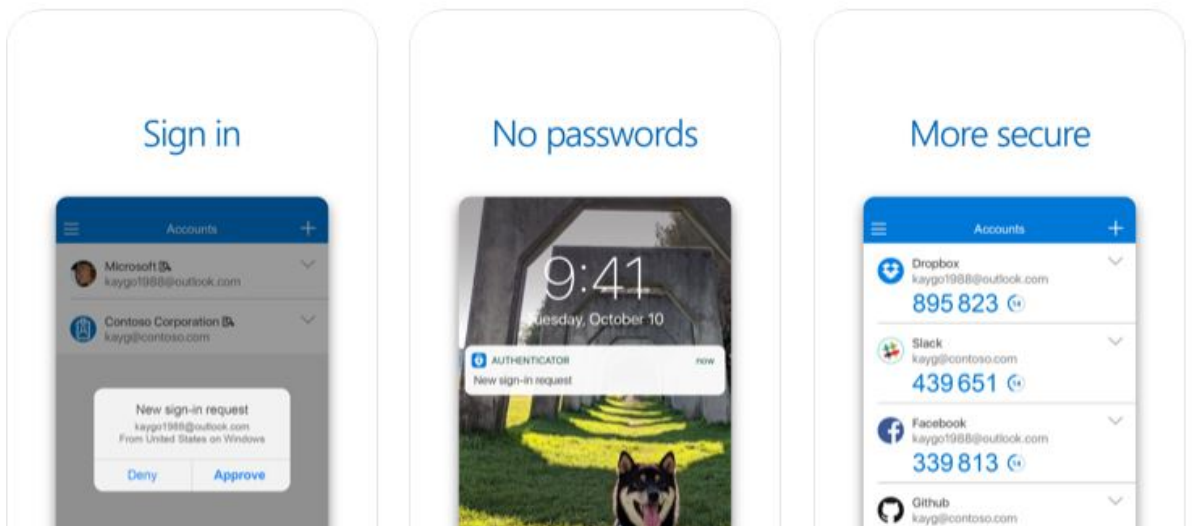 Sign in
Accounts
Microsoft
kaygo1988@outlook.com
Contoso Corporation
kayg@contoso.com
New sign-in request
kaygo1988@outlook.com
From United States on Windows
Deny
Approve
No passwords
9:41
Tuesday, October 10
AUTHENTICATOR
now
New sign-in request
More secure
Accounts
Dropbox
kaygo1988@outlook.com
895 823
Slack
kayg@contoso.com
439 651
Facebook
kaygo1988@outlook.com
339 813
Github
kayg@contoso.com